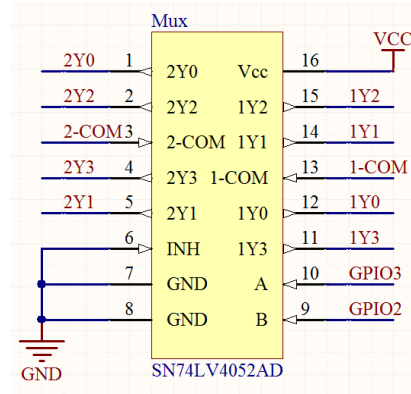 Mux
VCC
2Y0 1 2Y0 Vcc 16
2Y2 2 2Y2 1Y2 15 1Y2
2-COM 3 2-COM 1Y1 14 1Y1
2Y3 4 2Y3 1-COM 13 1-COM
2Y1 5 2Y1 1Y0 12 1Y0
6 INH 1Y3 11 1Y3
7 GND A 10 GPIO3
8 GND B 9 GPIO2
SN74LV4052AD
GND